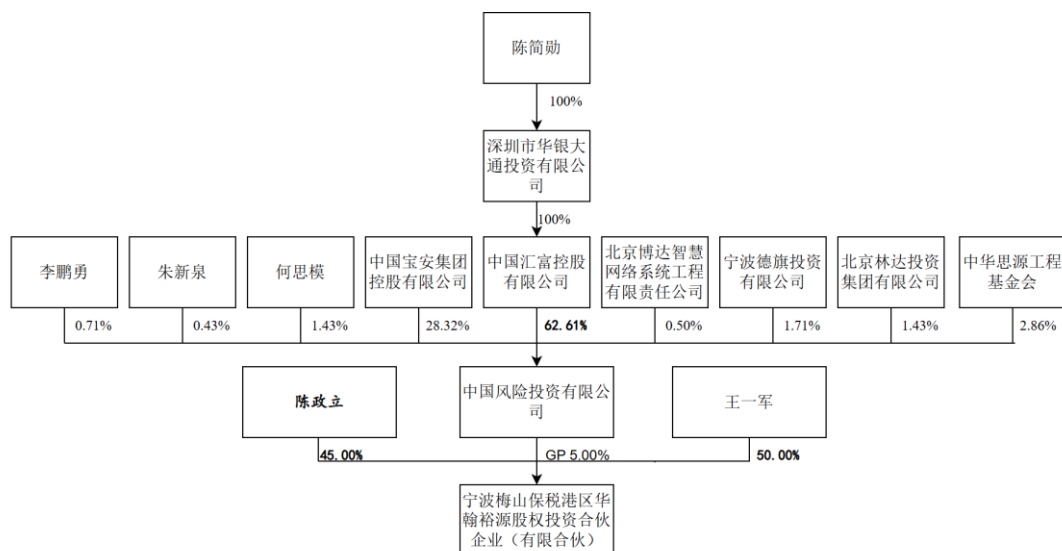 陈简勋
100%
深圳市华银大
通投资有限公
司
100%
李鹏勇
朱新泉
何思模
中国宝安集团
控股有限公司
中国汇富控股
有限公司
北京博达智慧
网络系统工程
有限责任公司
宁波德旗投资
有限公司
北京林达投资
集团有限公司
中华思源工程
基金会
0.71%
0.43%
1.43%
28.32%
62.61%
0.50%
1.71%
1.43%
2.86%
陈政立
中国风险投资有限公
司
王一军
45.00%
GP 5.00%
50.00%
宁波梅山保税港区华
翰裕源股权投资合伙
企业（有限合伙）